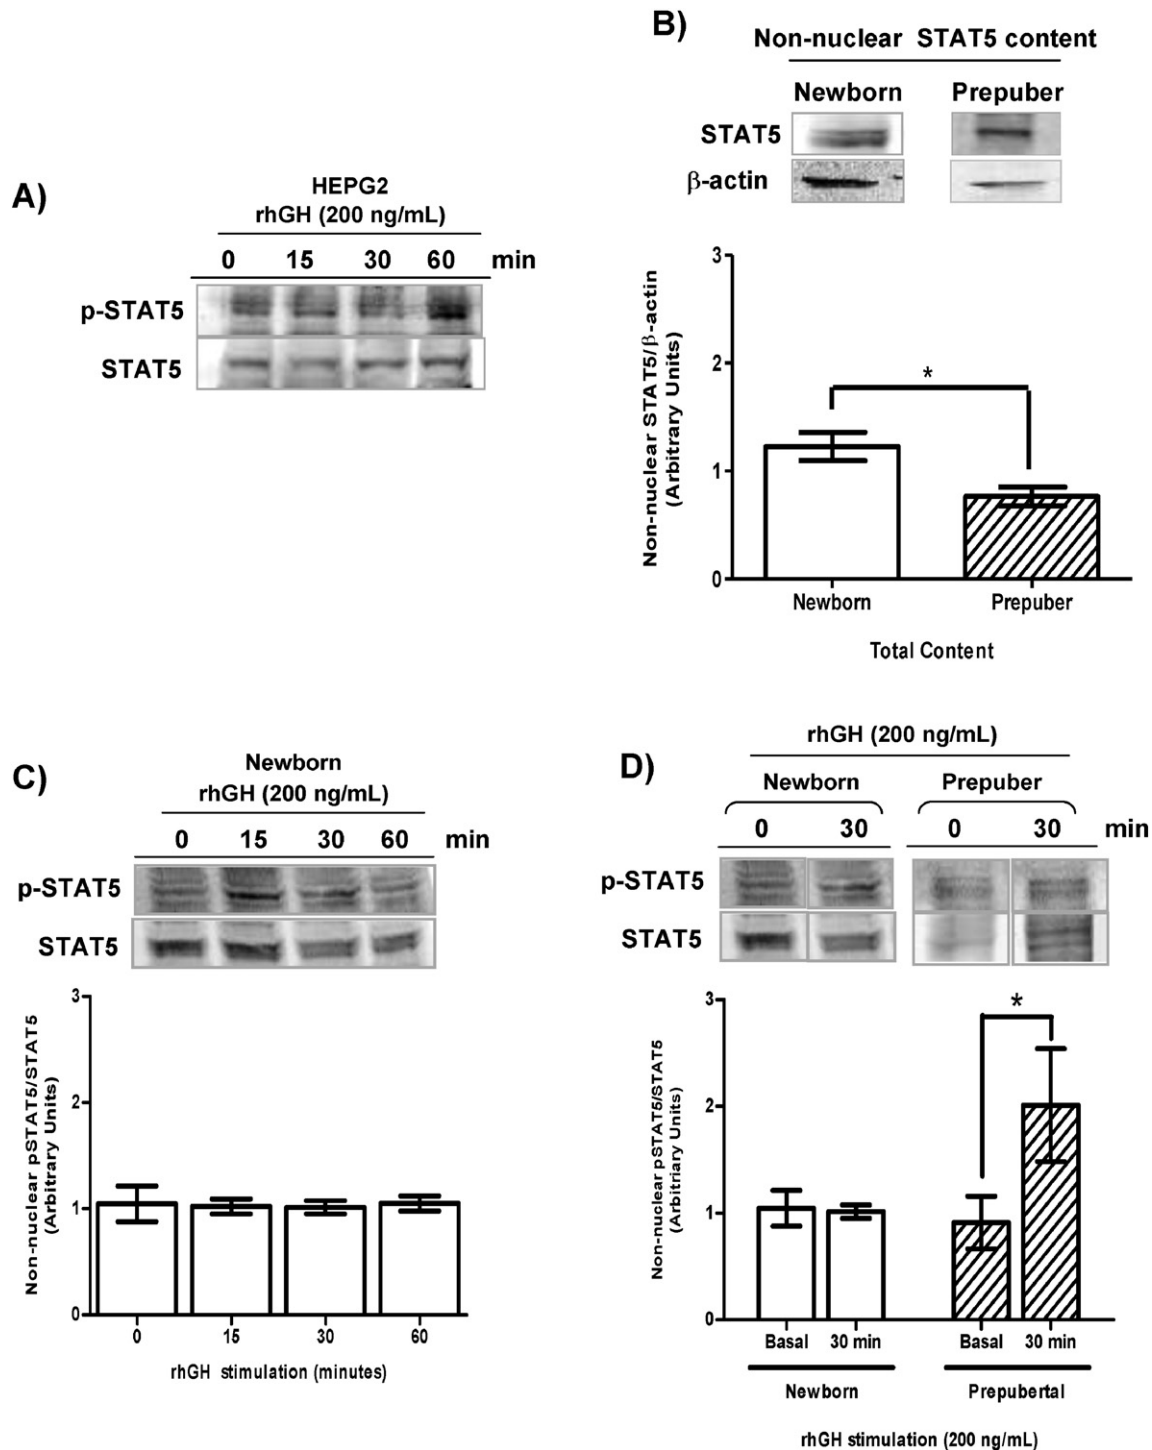 A)
HEPG2
rhGH (200 ng/mL)
0 15 30 60 min
p-STAT5
STAT5
B)
Non-nuclear STAT5 content
Newborn Prepuber
STAT5
β-actin
Non-nuclear STAT5/β-actin
(Arbitrary Units)
3
2
1
0
*
Newborn Prepuber
Total Content
C)
Newborn
rhGH (200 ng/mL)
0 15 30 60 min
p-STAT5
STAT5
Non-nuclear pSTAT5/STAT5
(Arbitrary Units)
3
2
1
0
0 15 30 60
rhGH stimulation (minutes)
D)
rhGH (200 ng/mL)
Newborn Prepuber
0 30 0 30 min
p-STAT5
STAT5
Non-nuclear pSTAT5/STAT5
(Arbitriary Units)
3
2
1
0
*
Basal 30 min Basal 30 min
Newborn Prepubertal
rhGH stimulation (200 ng/mL)